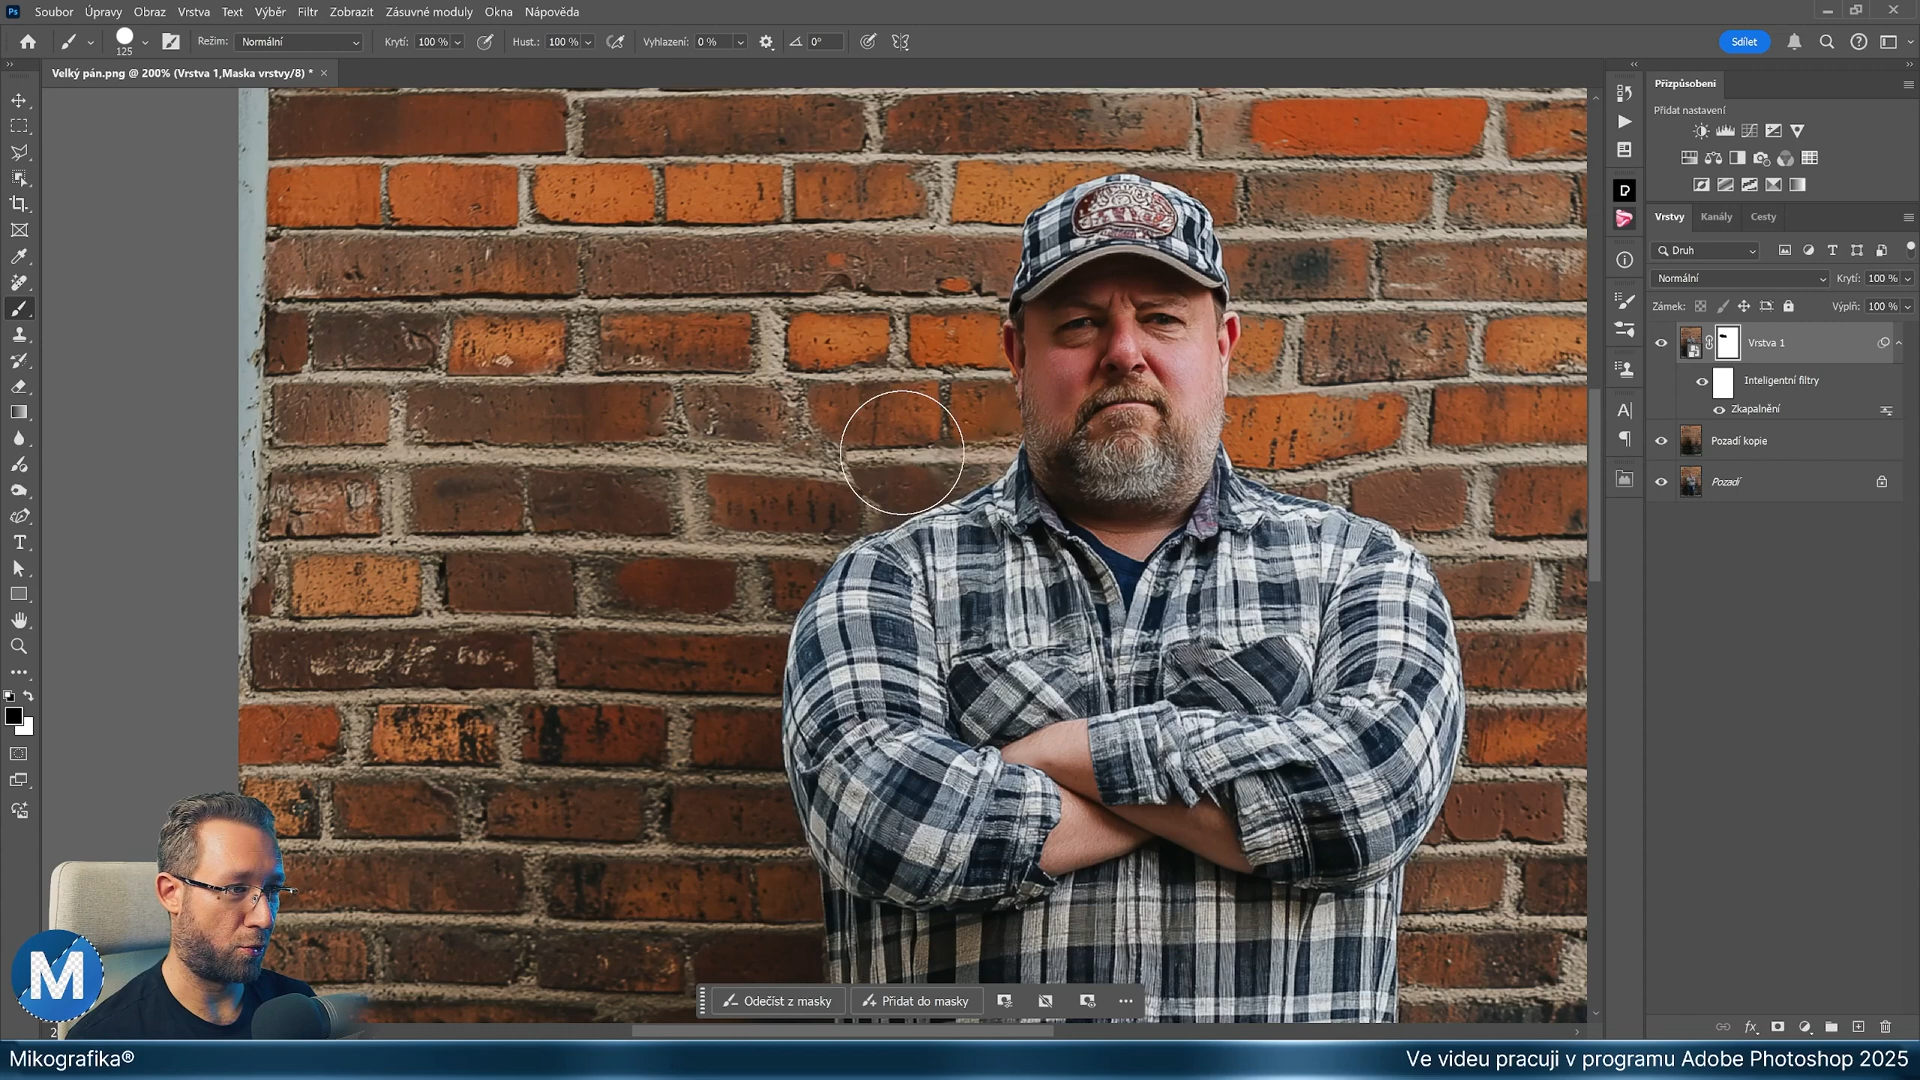 Ps Soubor Úpravy Obraz Vrstva Text Výběr Filtr Zobrazit Zásuvné moduly Okna Nápověda
125 Režim: Normální Krytí: 100 % Hust.: 100 % Vyhlazení: 0 % 0° Sdílet
Velký pán.png @ 200% (Vrstva 1,Maska vrstvy/8) *
Přizpůsobení
Přidat nastavení
Vrstvy Kanály Cesty
Druh
Normální Krytí: 100 %
Zámek: Výplň: 100 %
Vrstva 1
Inteligentní filtry
Zkapalnění
Pozadí kopie
Pozadí
Odečíst z masky Přidat do masky
M
2
Mikografika® Ve videu pracuji v programu Adobe Photoshop 2025